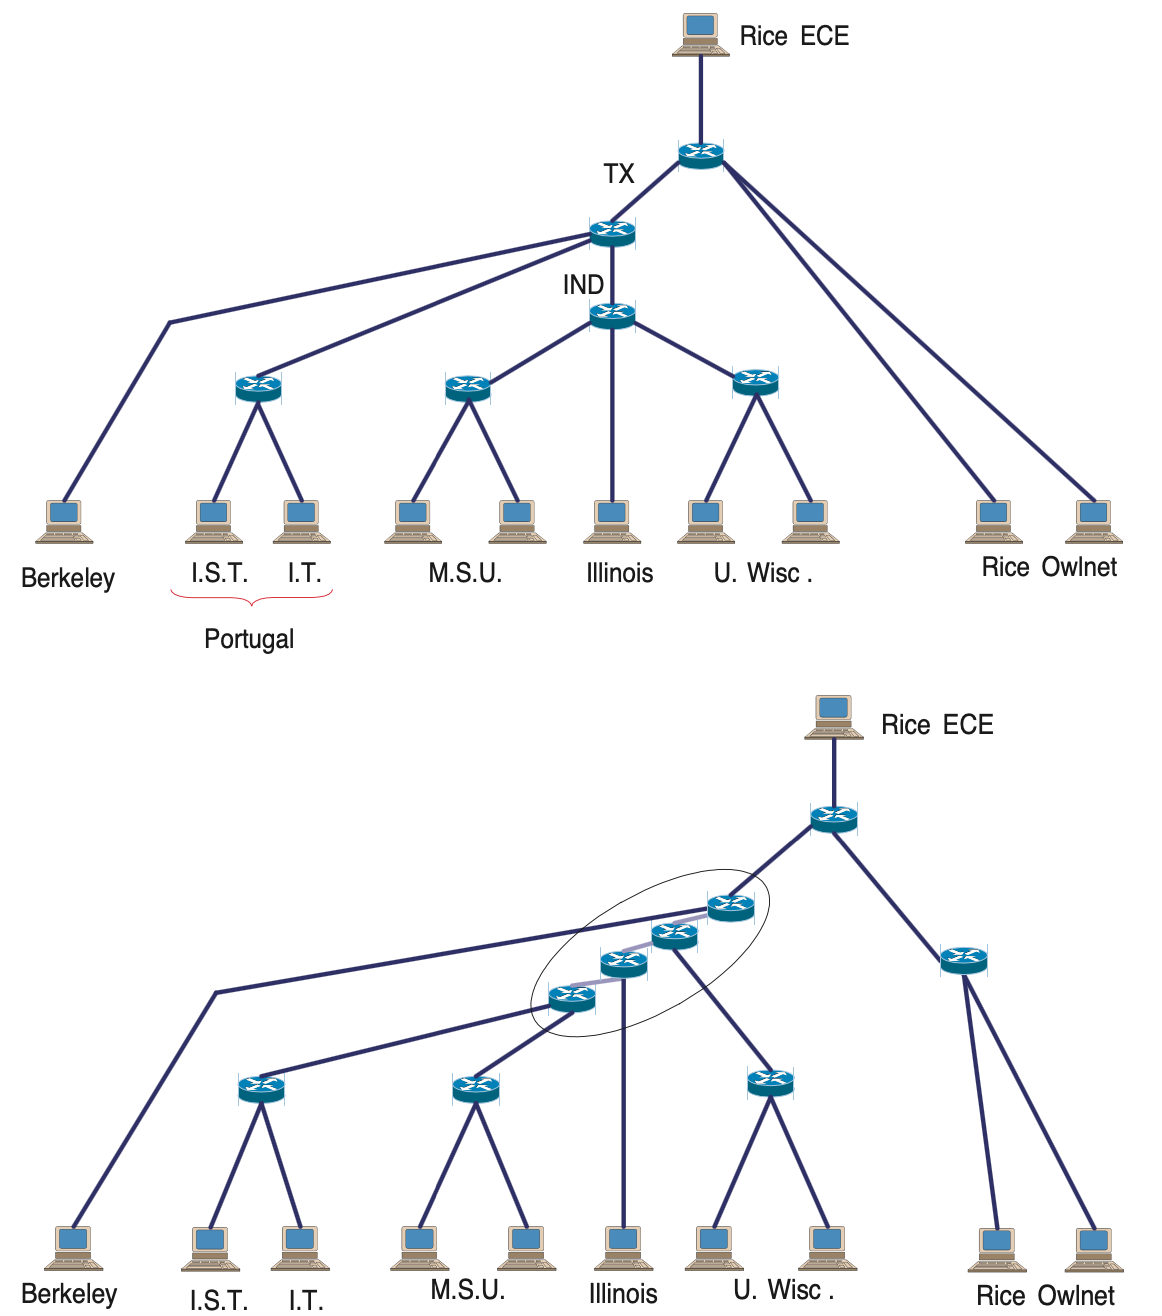 Rice ECE
TX
IND
Berkeley
I.S.T. I.T.
M.S.U.
Illinois
U. Wisc .
Rice Owlnet
Portugal
Rice ECE
Berkeley
I.S.T. I.T.
M.S.U.
Illinois
U. Wisc .
Rice Owlnet